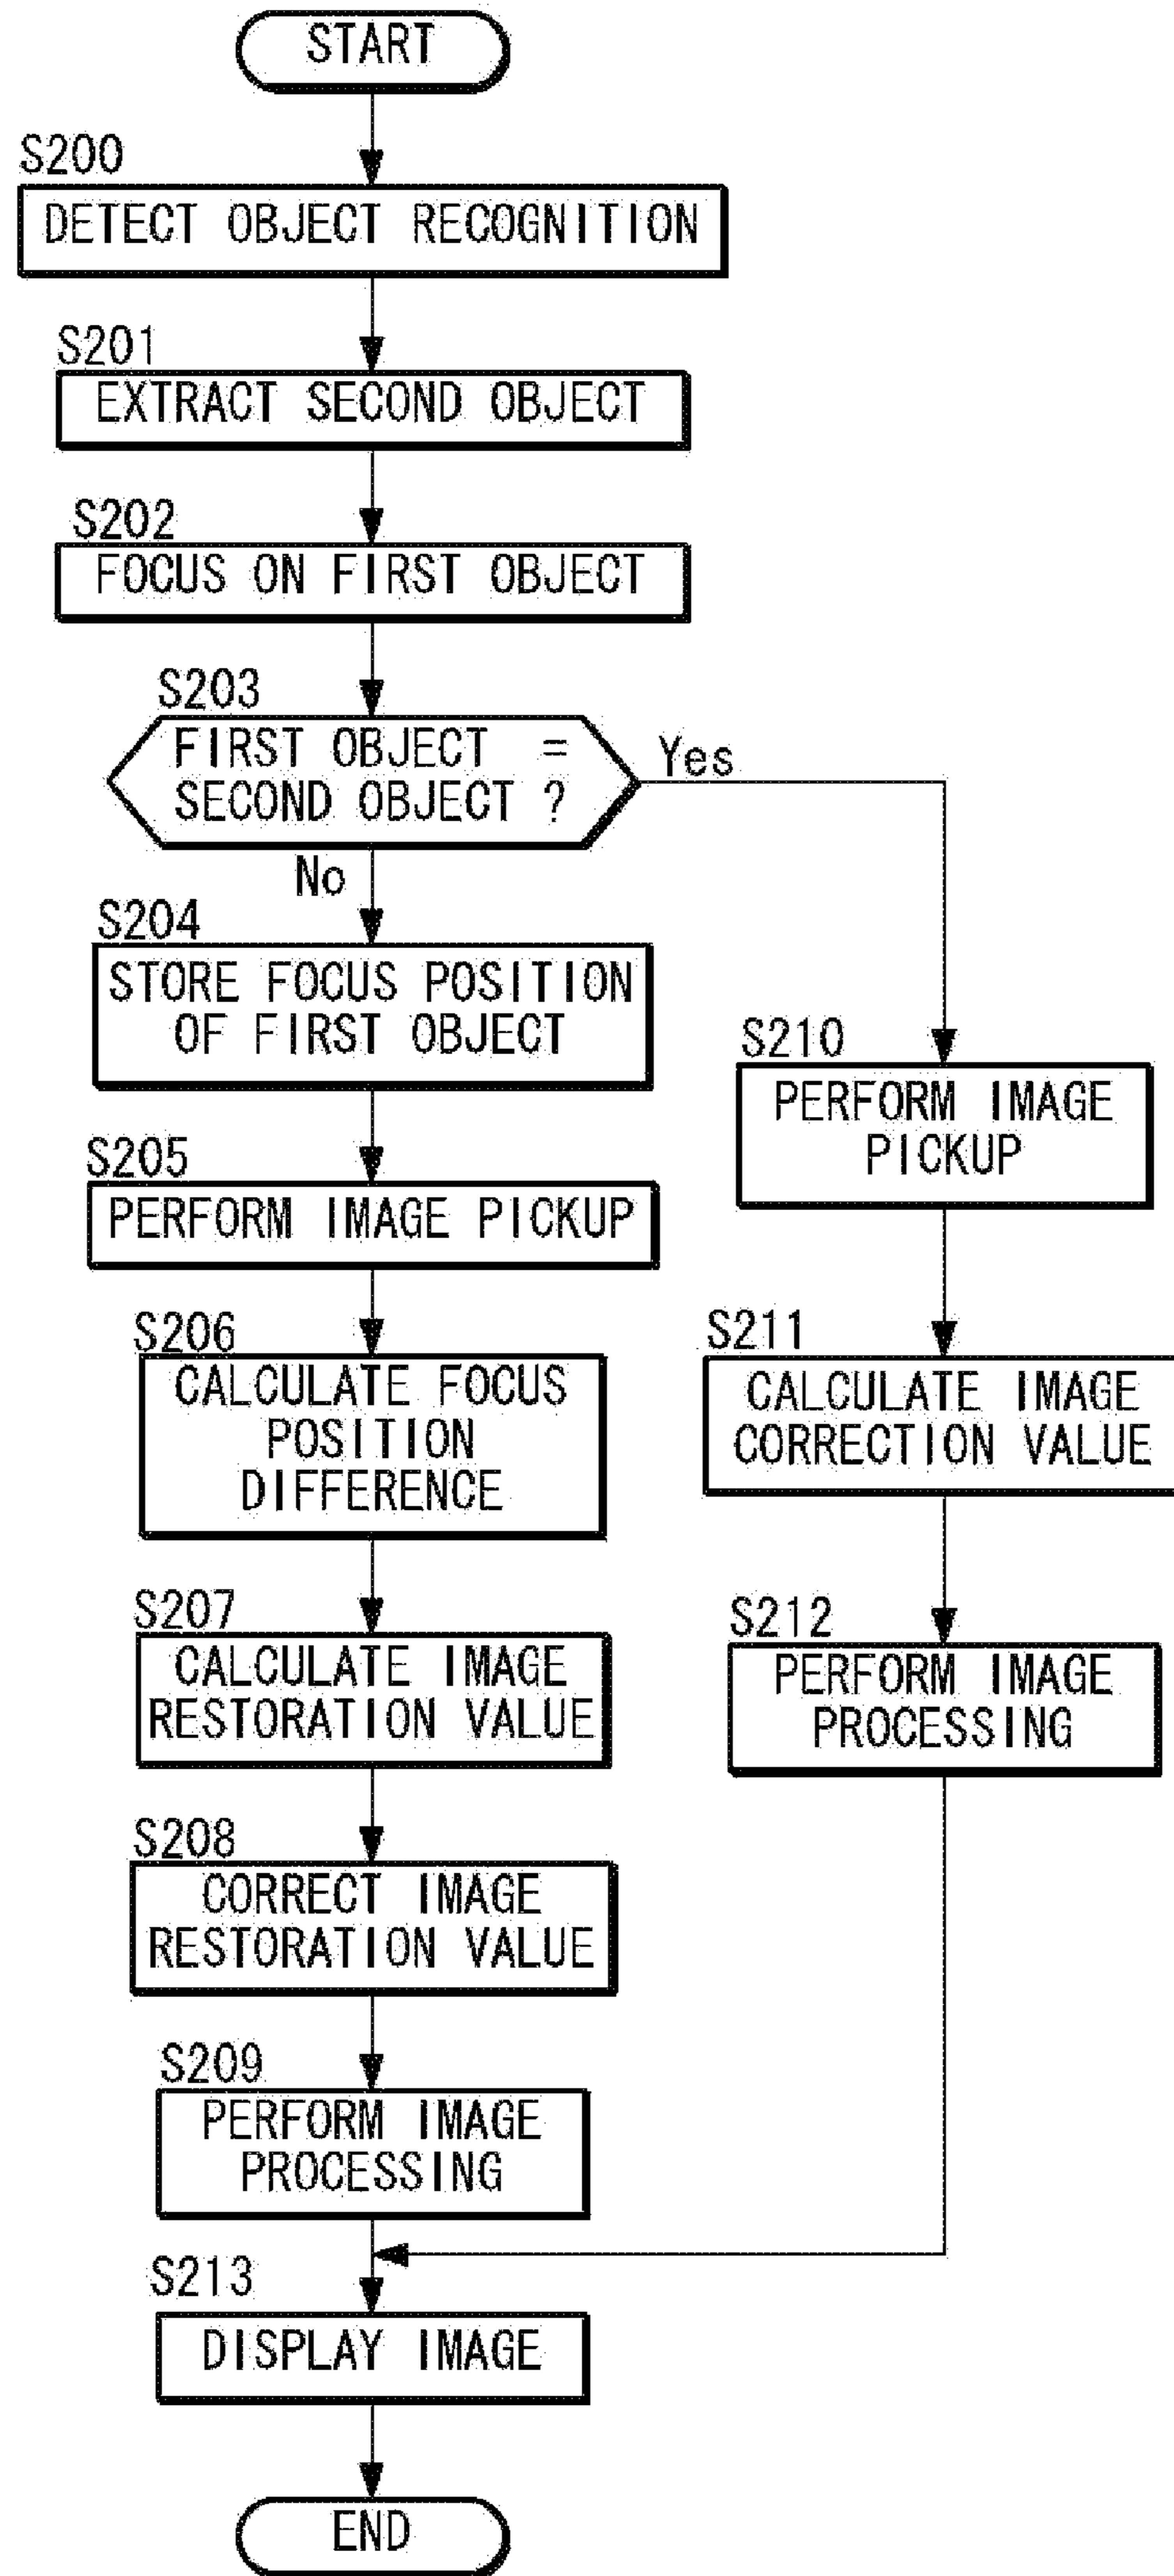 START
S200
DETECT OBJECT RECOGNITION
S201
EXTRACT SECOND OBJECT
S202
FOCUS ON FIRST OBJECT
S203
FIRST OBJECT =
SECOND OBJECT ?
Yes
No
S204
STORE FOCUS POSITION
OF FIRST OBJECT
S205
PERFORM IMAGE PICKUP
S206
CALCULATE FOCUS
POSITION
DIFFERENCE
S207
CALCULATE IMAGE
RESTORATION VALUE
S208
CORRECT IMAGE
RESTORATION VALUE
S209
PERFORM IMAGE
PROCESSING
S210
PERFORM IMAGE
PICKUP
S211
CALCULATE IMAGE
CORRECTION VALUE
S212
PERFORM IMAGE
PROCESSING
S213
DISPLAY IMAGE
END